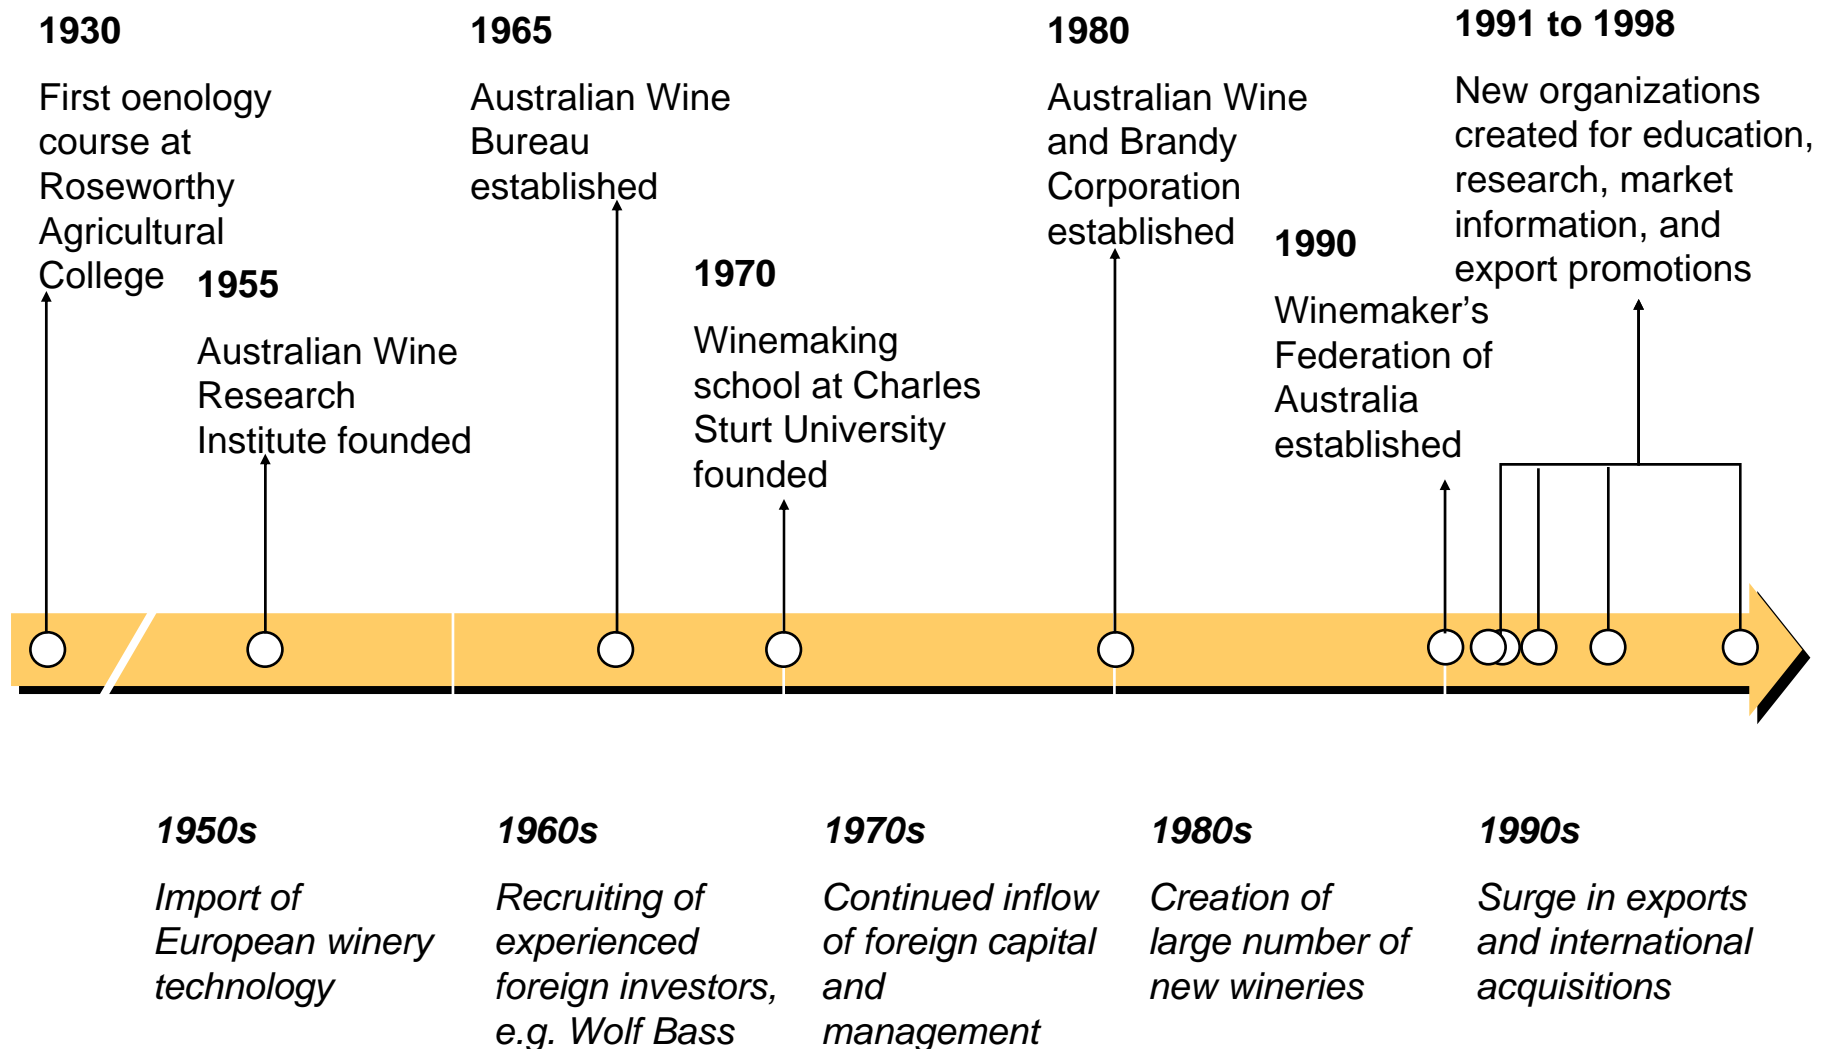 1930
First oenology
course at
Roseworthy
Agricultural
College
1955
Australian Wine
Research
Institute founded
1965
Australian Wine
Bureau
established
1970
Winemaking
school at Charles
Sturt University
founded
1980
Australian Wine
and Brandy
Corporation
established
1990
Winemaker’s
Federation of
Australia
established
1991 to 1998
New organizations
created for education,
research, market
information, and
export promotions
1950s
Import of
European winery
technology
1960s
Recruiting of
experienced
foreign investors,
e.g. Wolf Bass
1970s
Continued inflow
of foreign capital
and
management
1980s
Creation of
large number of
new wineries
1990s
Surge in exports
and international
acquisitions